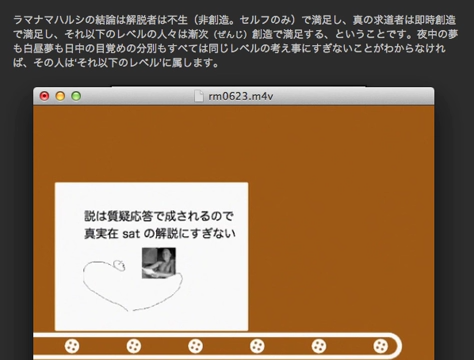 ラマナマハルシの結論は解説者は不生（非創造。セルフのみ）で満足し、真の求道者は即時創造
で満足し、それ以下のレベルの人々は漸次（ぜんじ）創造で満足する、ということです。夜中の夢
も白昼夢も日中の目覚めの分別もすべては同じレベルの考え事にすぎないことがわからなけれ
ば、その人は‘それ以下のレベル’に属します。
rm0623.m4v
説は質疑応答で成されるので
真実在 sat の解説にすぎない